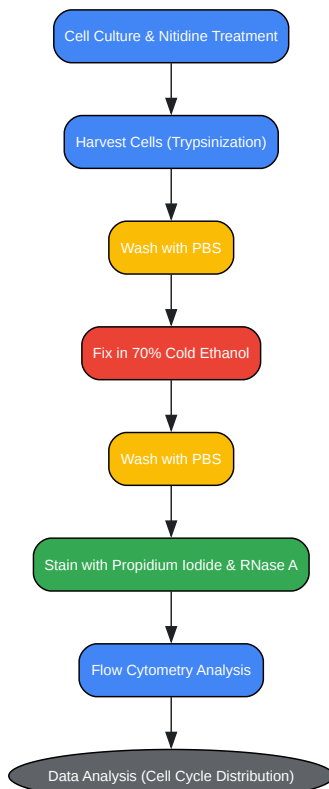 Cell Culture & Nitidine Treatment
Harvest Cells (Trypsinization)
Wash with PBS
Fix in 70% Cold Ethanol
Wash with PBS
Stain with Propidium Iodide & RNase A
Flow Cytometry Analysis
Data Analysis (Cell Cycle Distribution)